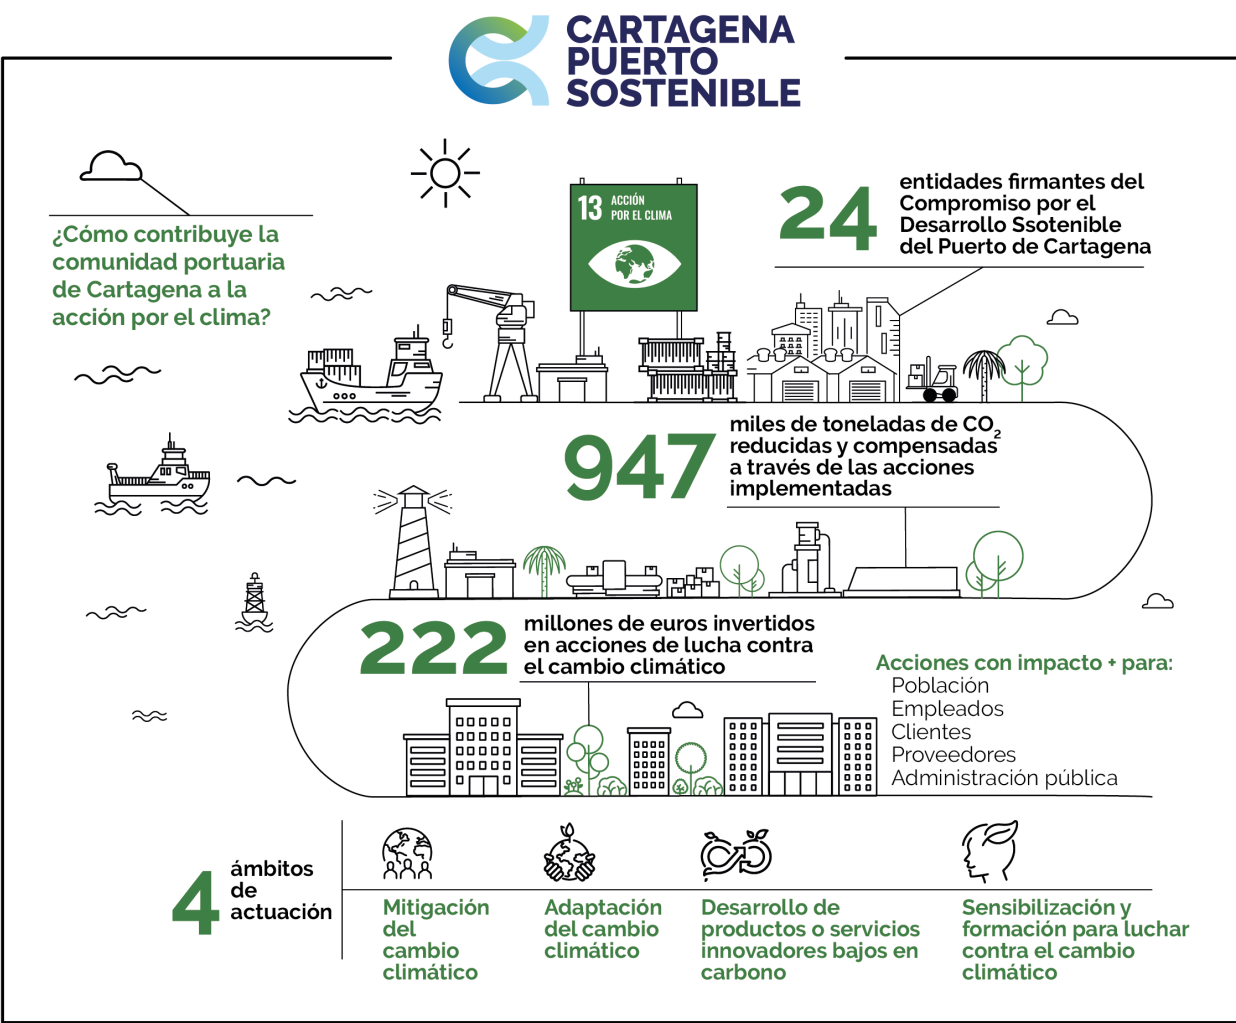 CARTAGENA
PUERTO
SOSTENIBLE
¿Cómo contribuye la
comunidad portuaria
de Cartagena a la
acción por el clima?
13 ACCIÓN
POR EL CLIMA
24
entidades firmantes del
Compromiso por el
Desarrollo Ssotenible
del Puerto de Cartagena
947
miles de toneladas de CO₂
reducidas y compensadas
a través de las acciones
implementadas
222
millones de euros invertidos
en acciones de lucha contra
el cambio climático
Acciones con impacto + para:
Población
Empleados
Clientes
Proveedores
Administración pública
4
ámbitos
de
actuación
Mitigación
del
cambio
climático
Adaptación
del cambio
climático
Desarrollo de
productos o servicios
innovadores bajos en
carbono
Sensibilización y
formación para luchar
contra el cambio
climático